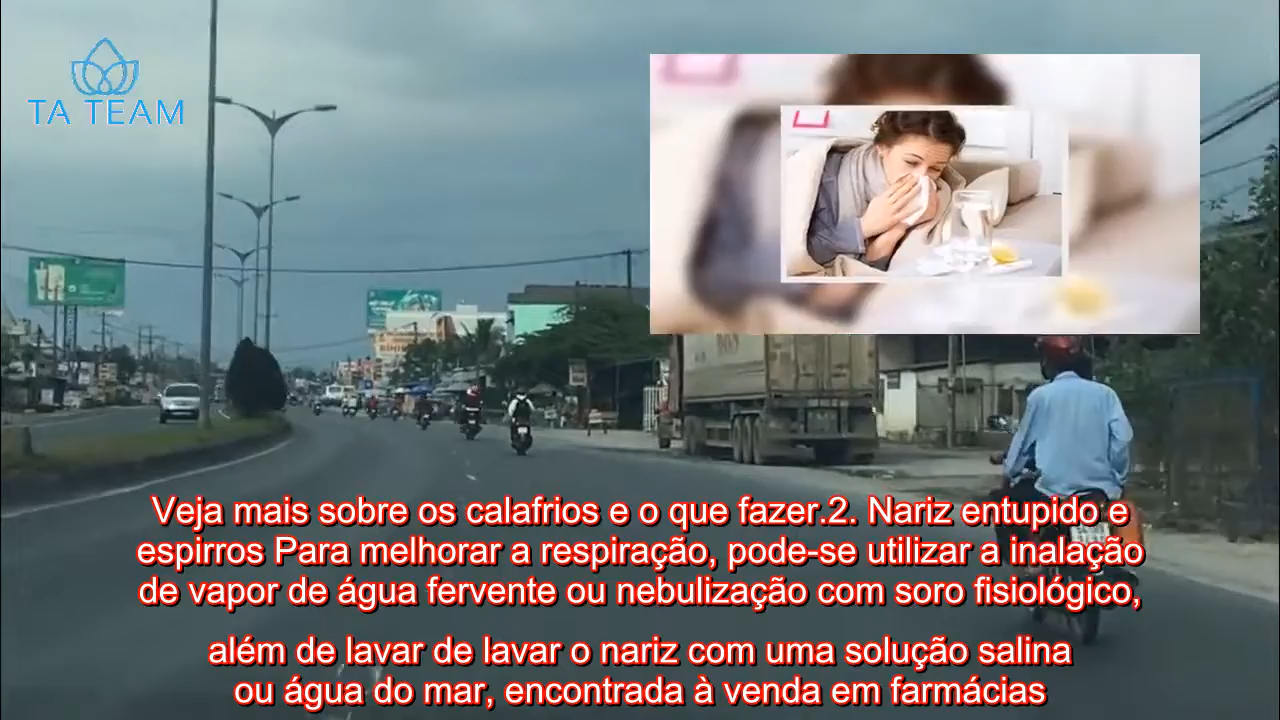 TA TEAM
Veja mais sobre os calafrios e o que fazer.2. Nariz entupido e
espirros Para melhorar a respiração, pode-se utilizar a inalação
de vapor de água fervente ou nebulização com soro fisiológico,
além de lavar de lavar o nariz com uma solução salina
ou água do mar, encontrada à venda em farmácias